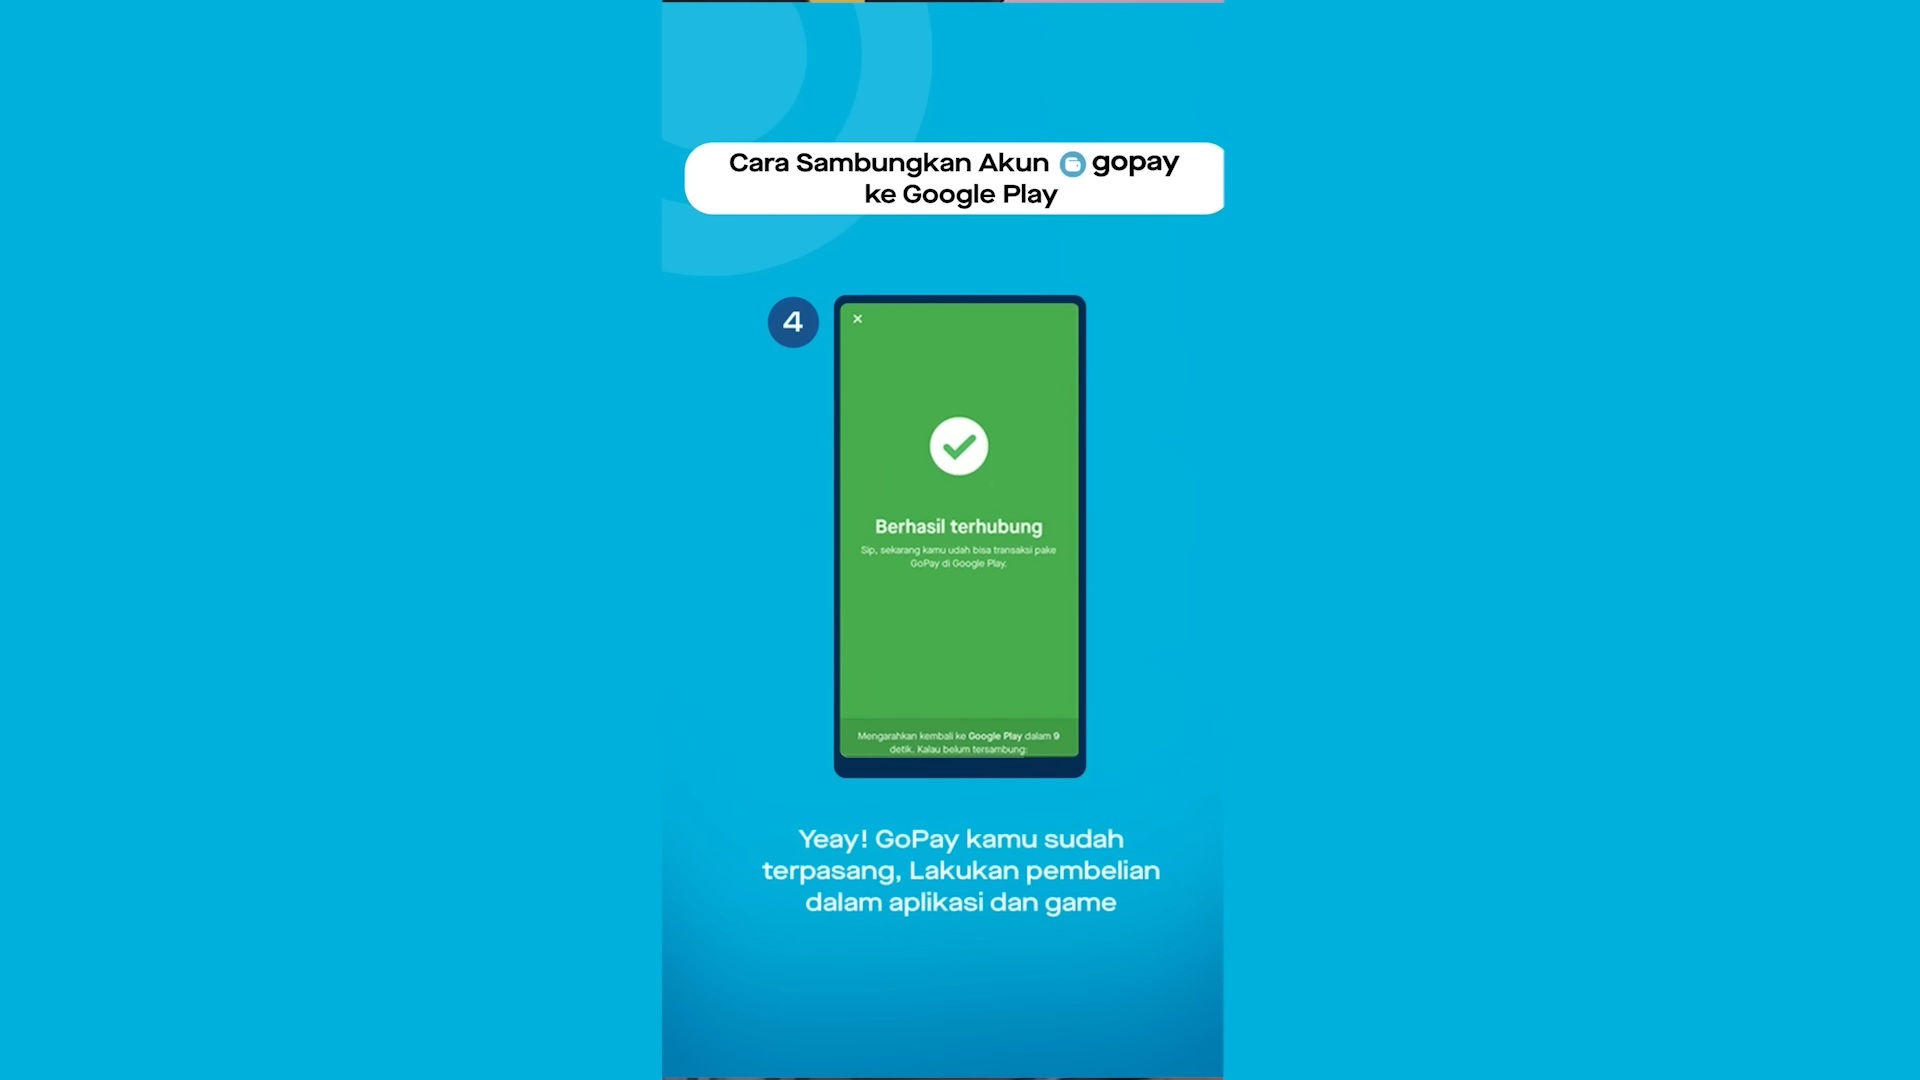 Cara Sambungkan Akun gopay
ke Google Play
4
Berhasil terhubung
Sip, sekarang kamu udah bisa transaksi pake
GoPay di Google Play.
Mengarahkan kembali ke Google Play dalam 9
detik. Kalau belum tersambung:
Yeay! GoPay kamu sudah
terpasang, Lakukan pembelian
dalam aplikasi dan game